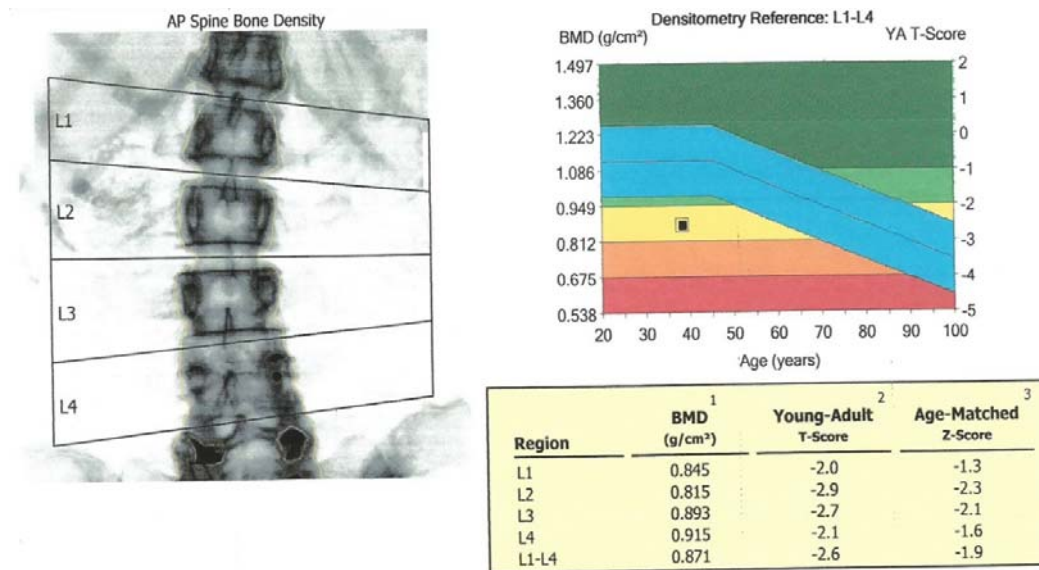 AP Spine Bone Density
L1
L2
L3
L4
Densitometry Reference: L1-L4
BMD (g/cm²) YA T-Score
1.497
1.360
1.223
1.086
0.949
0.812
0.675
0.538
2
1
0
-1
-2
-3
-4
-5
20 30 40 50 60 70 80 90 100
Age (years)
1 2 3
BMD Young-Adult Age-Matched
Region (g/cm²) T-Score Z-Score
L1 0.845 -2.0 -1.3
L2 0.815 -2.9 -2.3
L3 0.893 -2.7 -2.1
L4 0.915 -2.1 -1.6
L1-L4 0.871 -2.6 -1.9